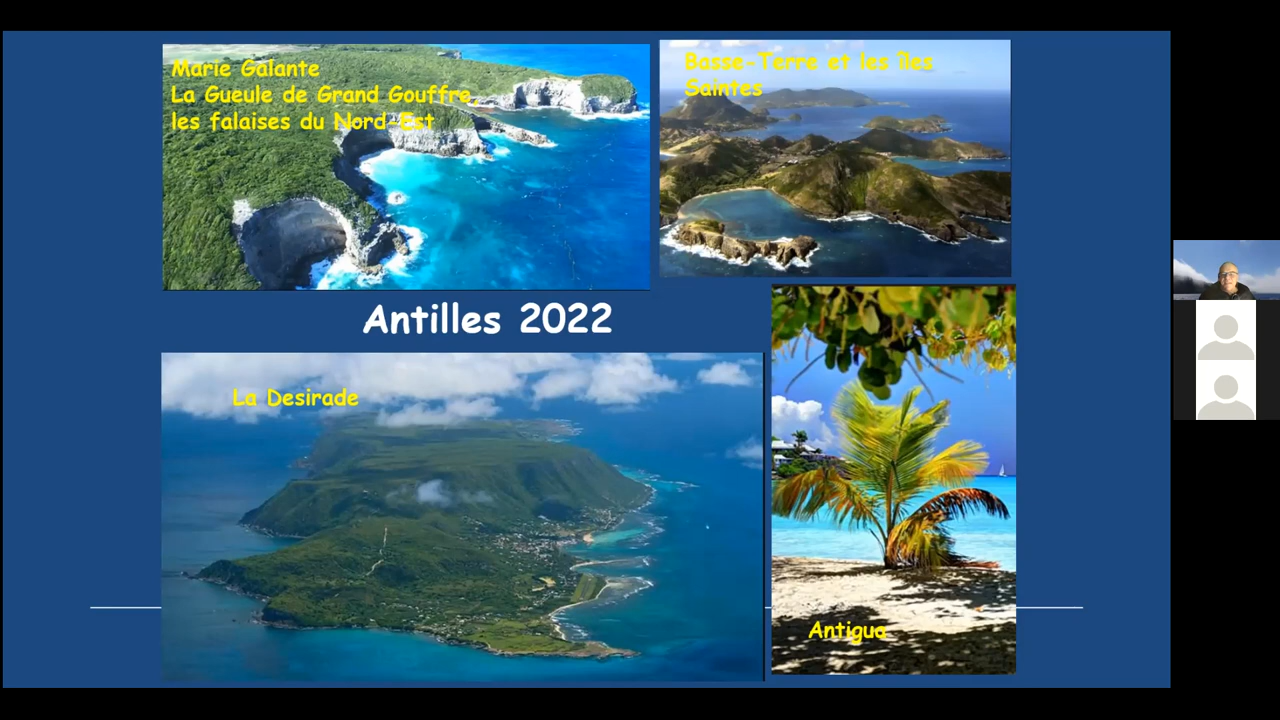 Marie Galante
La Gueule de Grand Gouffre,
les falaises du Nord-Est
Basse-Terre et les îles
Saintes
Antilles 2022
La Desirade
Antigua